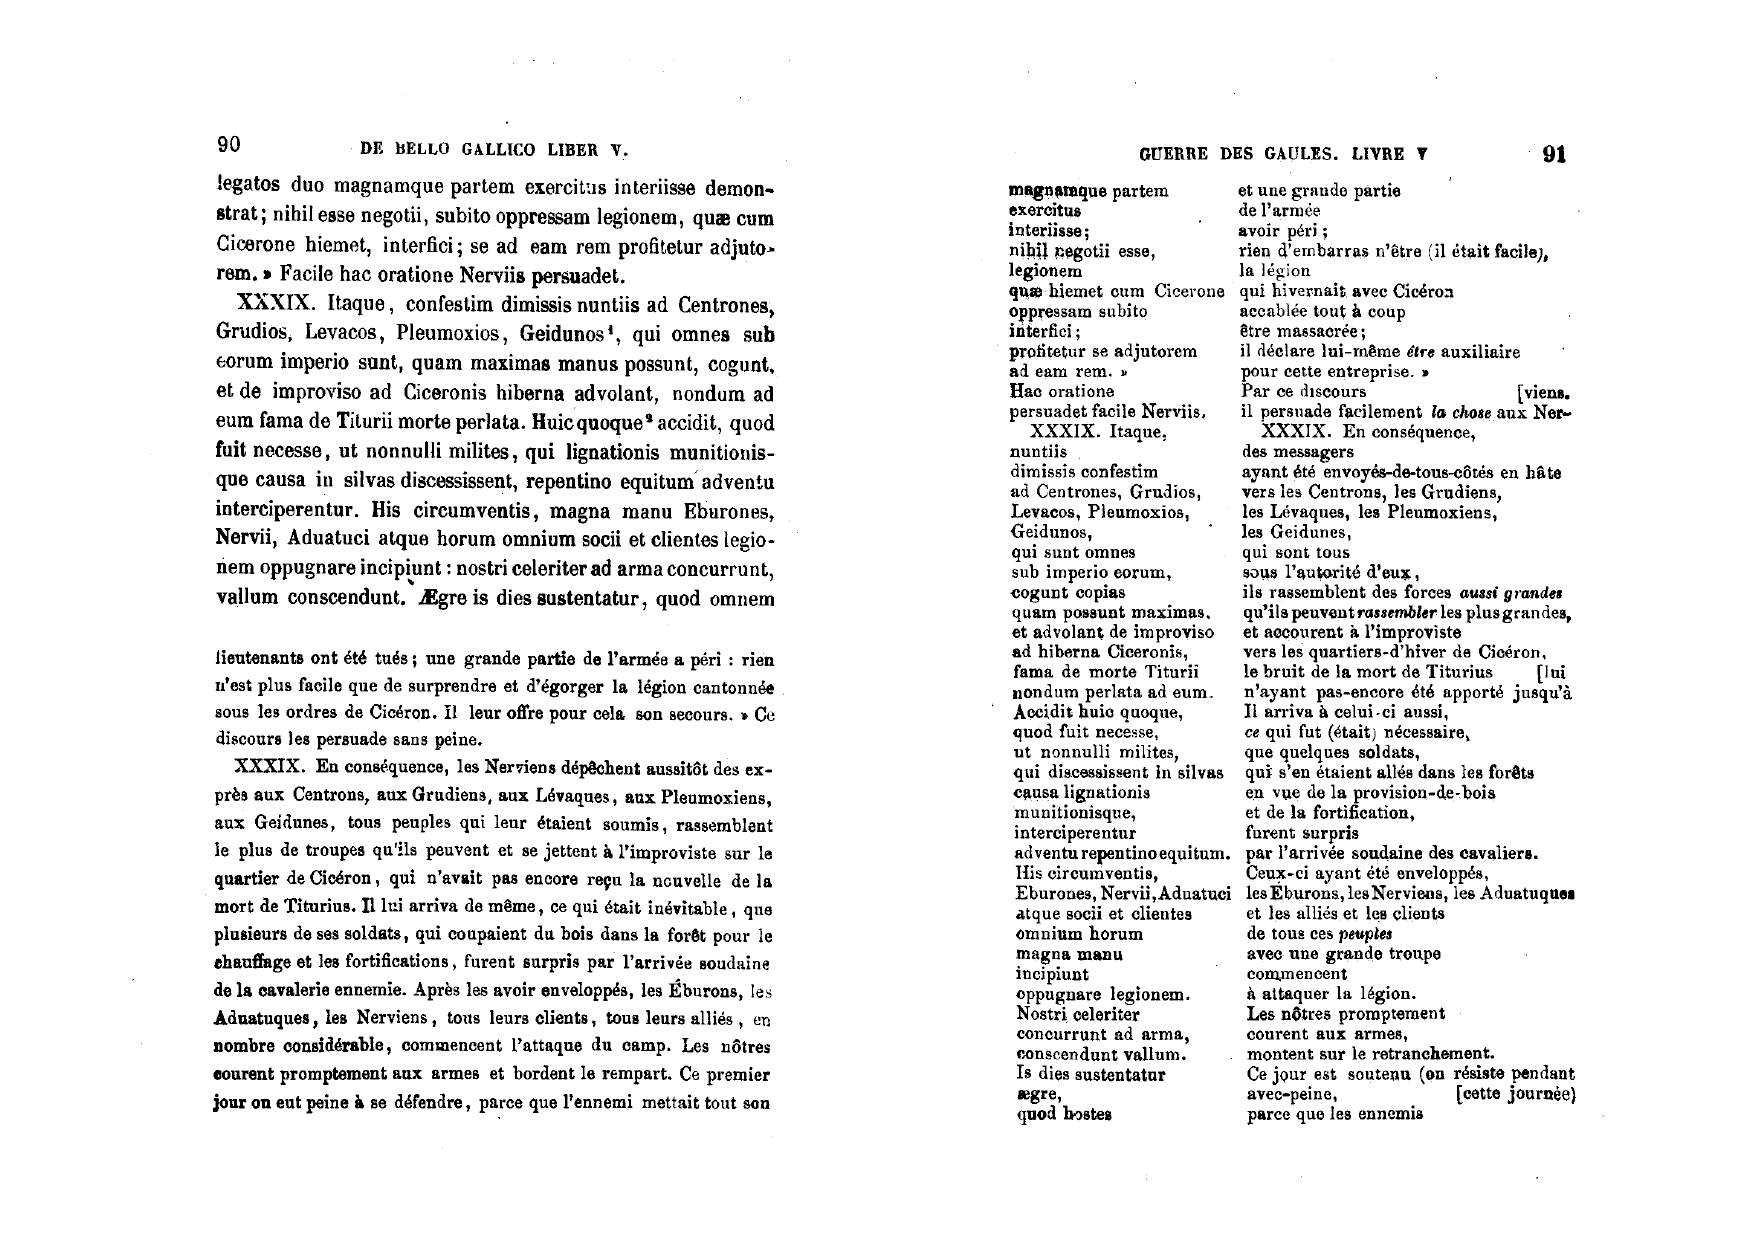 90 DE BELLO GALLICO LIBER V.
legatos duo magnamque partem exercitus interiisse demon-
strat; nihil esse negotii, subito oppressam legionem, quæ cum
Cicerone hiemet, interfici; se ad eam rem profitetur adjuto-
rem. » Facile hac oratione Nerviis persuadet.
XXXIX. Itaque, confestim dimissis nuntiis ad Centrones,
Grudios, Levacos, Pleumoxios, Geidunos¹, qui omnes sub
eorum imperio sunt, quam maximas manus possunt, cogunt,
et de improviso ad Ciceronis hiberna advolant, nondum ad
eum fama de Titurii morte perlata. Huic quoque² accidit, quod
fuit necesse, ut nonnulli milites, qui lignationis munitionis-
que causa in silvas discessissent, repentino equitum adventu
interciperentur. His circumventis, magna manu Eburones,
Nervii, Aduatuci atque horum omnium socii et clientes legio-
nem oppugnare incipiunt : nostri celeriter ad arma concurrunt,
vallum conscendunt. Ægre is dies sustentatur, quod omnem
lieutenants ont été tués; une grande partie de l'armée a péri : rien
n'est plus facile que de surprendre et d'égorger la légion cantonnée
sous les ordres de Cicéron. Il leur offre pour cela son secours. » Ce
discours les persuade sans peine.
XXXIX. En conséquence, les Nerviens dépêchent aussitôt des ex-
près aux Centrons, aux Grudiens, aux Lévaques, aux Pleumoxiens,
aux Geidunes, tous peuples qui leur étaient soumis, rassemblent
le plus de troupes qu'ils peuvent et se jettent à l'improviste sur le
quartier de Cicéron, qui n'avait pas encore reçu la nouvelle de la
mort de Titurius. Il lui arriva de même, ce qui était inévitable, que
plusieurs de ses soldats, qui coupaient du bois dans la forêt pour le
chauffage et les fortifications, furent surpris par l'arrivée soudaine
de la cavalerie ennemie. Après les avoir enveloppés, les Éburons, les
Aduatuques, les Nerviens, tous leurs clients, tous leurs alliés, en
nombre considérable, commencent l'attaque du camp. Les nôtres
courent promptement aux armes et bordent le rempart. Ce premier
jour on eut peine à se défendre, parce que l'ennemi mettait tout son
GUERRE DES GAULES. LIVRE V 91
magnamque partem et une grande partie
exercitus de l'armée
interiisse; avoir péri;
nihil negotii esse, rien d'embarras n'être (il était facile),
legionem la légion
quæ hiemet cum Cicerone qui hivernait avec Cicéron
oppressam subito accablée tout à coup
interfici; être massacrée;
profitetur se adjutorem il déclare lui-même être auxiliaire
ad eam rem. » pour cette entreprise. »
Hac oratione Par ce discours [viens.
persuadet facile Nerviis. il persuade facilement la chose aux Ner-
XXXIX. Itaque, XXXIX. En conséquence,
nuntiis des messagers
dimissis confestim ayant été envoyés-de-tous-côtés en hâte
ad Centrones, Grudios, vers les Centrons, les Grudiens,
Levacos, Pleumoxios, les Lévaques, les Pleumoxiens,
Geidunos, les Geidunes,
qui sunt omnes qui sont tous
sub imperio eorum, sous l'autorité d'eux,
cogunt copias ils rassemblent des forces aussi grandes
quam possunt maximas, qu'ils peuvent rassembler les plus grandes,
et advolant de improviso et accourent à l'improviste
ad hiberna Ciceronis, vers les quartiers-d'hiver de Cicéron,
fama de morte Titurii le bruit de la mort de Titurius [lui
nondum perlata ad eum. n'ayant pas-encore été apporté jusqu'à
Accidit huic quoque, Il arriva à celui-ci aussi,
quod fuit necesse, ce qui fut (était) nécessaire,
ut nonnulli milites, que quelques soldats,
qui discessissent in silvas qui s'en étaient allés dans les forêts
causa lignationis en vue de la provision-de-bois
munitionisque, et de la fortification,
interciperentur furent surpris
adventu repentino equitum. par l'arrivée soudaine des cavaliers.
His circumventis, Ceux-ci ayant été enveloppés,
Eburones, Nervii, Aduatuci les Éburons, les Nerviens, les Aduatuques
atque socii et clientes et les alliés et les clients
omnium horum de tous ces peuples
magna manu avec une grande troupe
incipiunt commencent
oppugnare legionem. à attaquer la légion.
Nostri celeriter Les nôtres promptement
concurrunt ad arma, courent aux armes,
conscendunt vallum. montent sur le retranchement.
Is dies sustentatur Ce jour est soutenu (on résiste pendant
ægre, avec-peine, [cette journée)
quod hostes parce que les ennemis